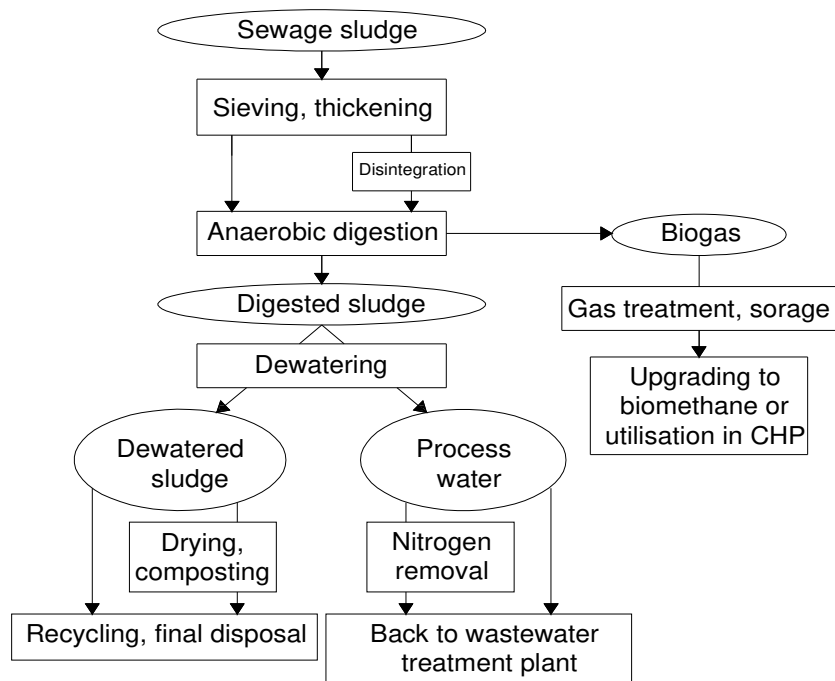 Sewage sludge
Sieving, thickening
Disintegration
Anaerobic digestion
Biogas
Digested sludge
Gas treatment, sorage
Dewatering
Upgrading to
biomethane or
utilisation in CHP
Dewatered
sludge
Process
water
Drying,
composting
Nitrogen
removal
Recycling, final disposal
Back to wastewater
treatment plant